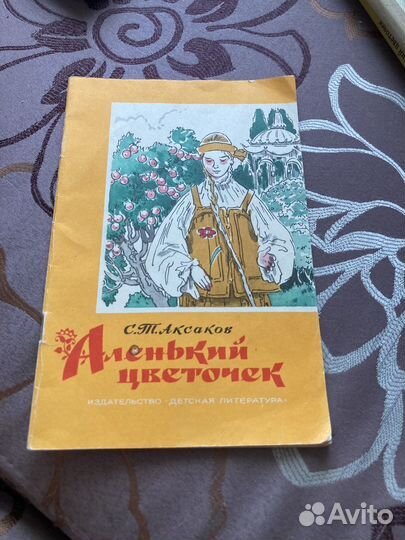 С.Т.Аксаков
Аленький
цветочек
ИЗДАТЕЛЬСТВО «ДЕТСКАЯ ЛИТЕРАТУРА»
Avito